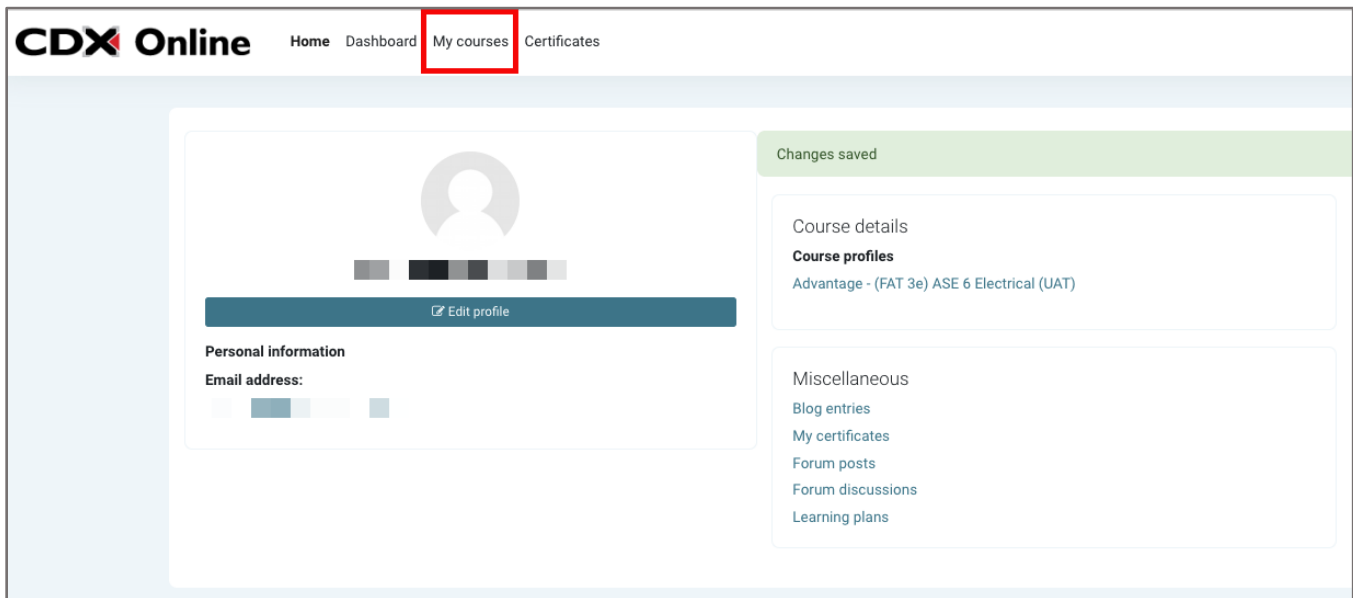 CDX Online
Home Dashboard My courses Certificates
Changes saved
Edit profile
Personal information
Email address:
Course details
Course profiles
Advantage - (FAT 3e) ASE 6 Electrical (UAT)
Miscellaneous
Blog entries
My certificates
Forum posts
Forum discussions
Learning plans